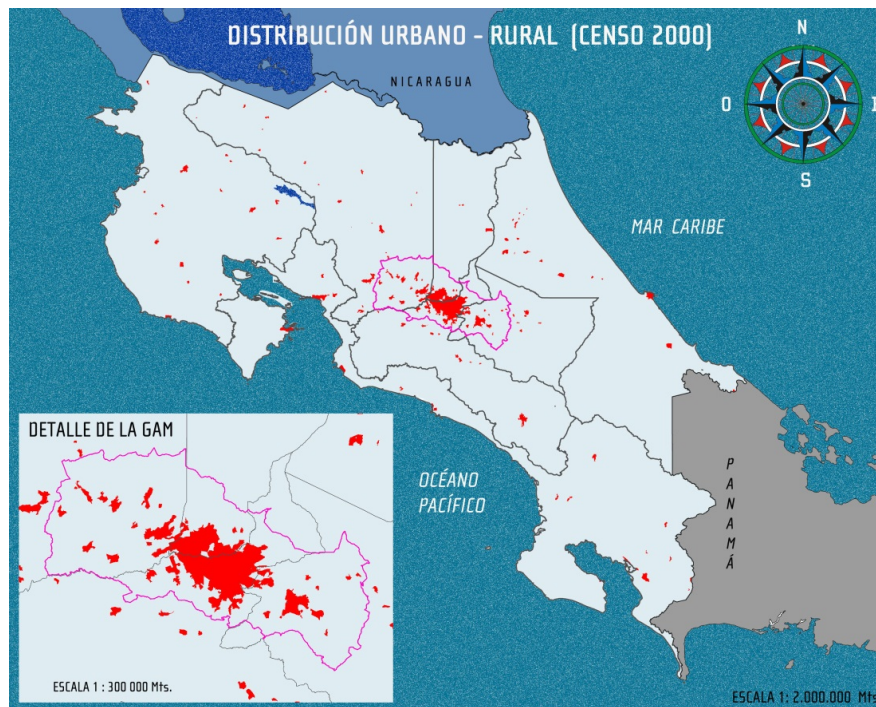 DISTRIBUCIÓN URBANO - RURAL (CENSO 2000)
NICARAGUA
N
O
S
MAR CARIBE
DETALLE DE LA GAM
OCÉANO
PACÍFICO
PANAMÁ
ESCALA 1 : 300 000 Mts.
ESCALA 1: 2.000.000 Mts